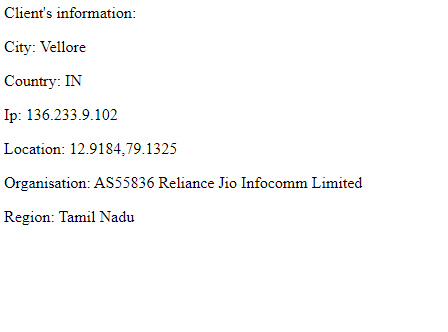 Client's information:
City: Vellore
Country: IN
Ip: 136.233.9.102
Location: 12.9184,79.1325
Organisation: AS55836 Reliance Jio Infocomm Limited
Region: Tamil Nadu